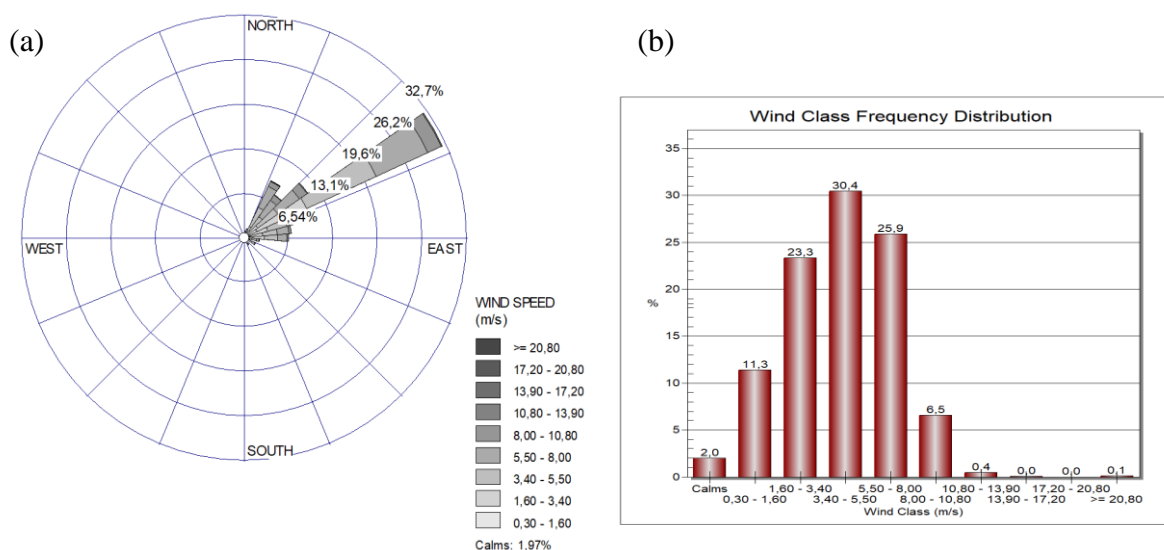 (a)
NORTH
32,7%
26,2%
19,6%
13,1%
6,54%
WEST
EAST
SOUTH
WIND SPEED
(m/s)
>= 20,80
17,20 - 20,80
13,90 - 17,20
10,80 - 13,90
8,00 - 10,80
5,50 - 8,00
3,40 - 5,50
1,60 - 3,40
0,30 - 1,60
Calms: 1,97%
(b)
Wind Class Frequency Distribution
35
30
25
20
15
10
5
0
%
2,0
11,3
23,3
30,4
25,9
6,5
0,4
0,0
0,0
0,1
Calms 1,60 - 3,40 5,50 - 8,00 10,80 - 13,90 17,20 - 20,80
0,30 - 1,60 3,40 - 5,50 8,00 - 10,80 13,90 - 17,20 >= 20,80
Wind Class (m/s)